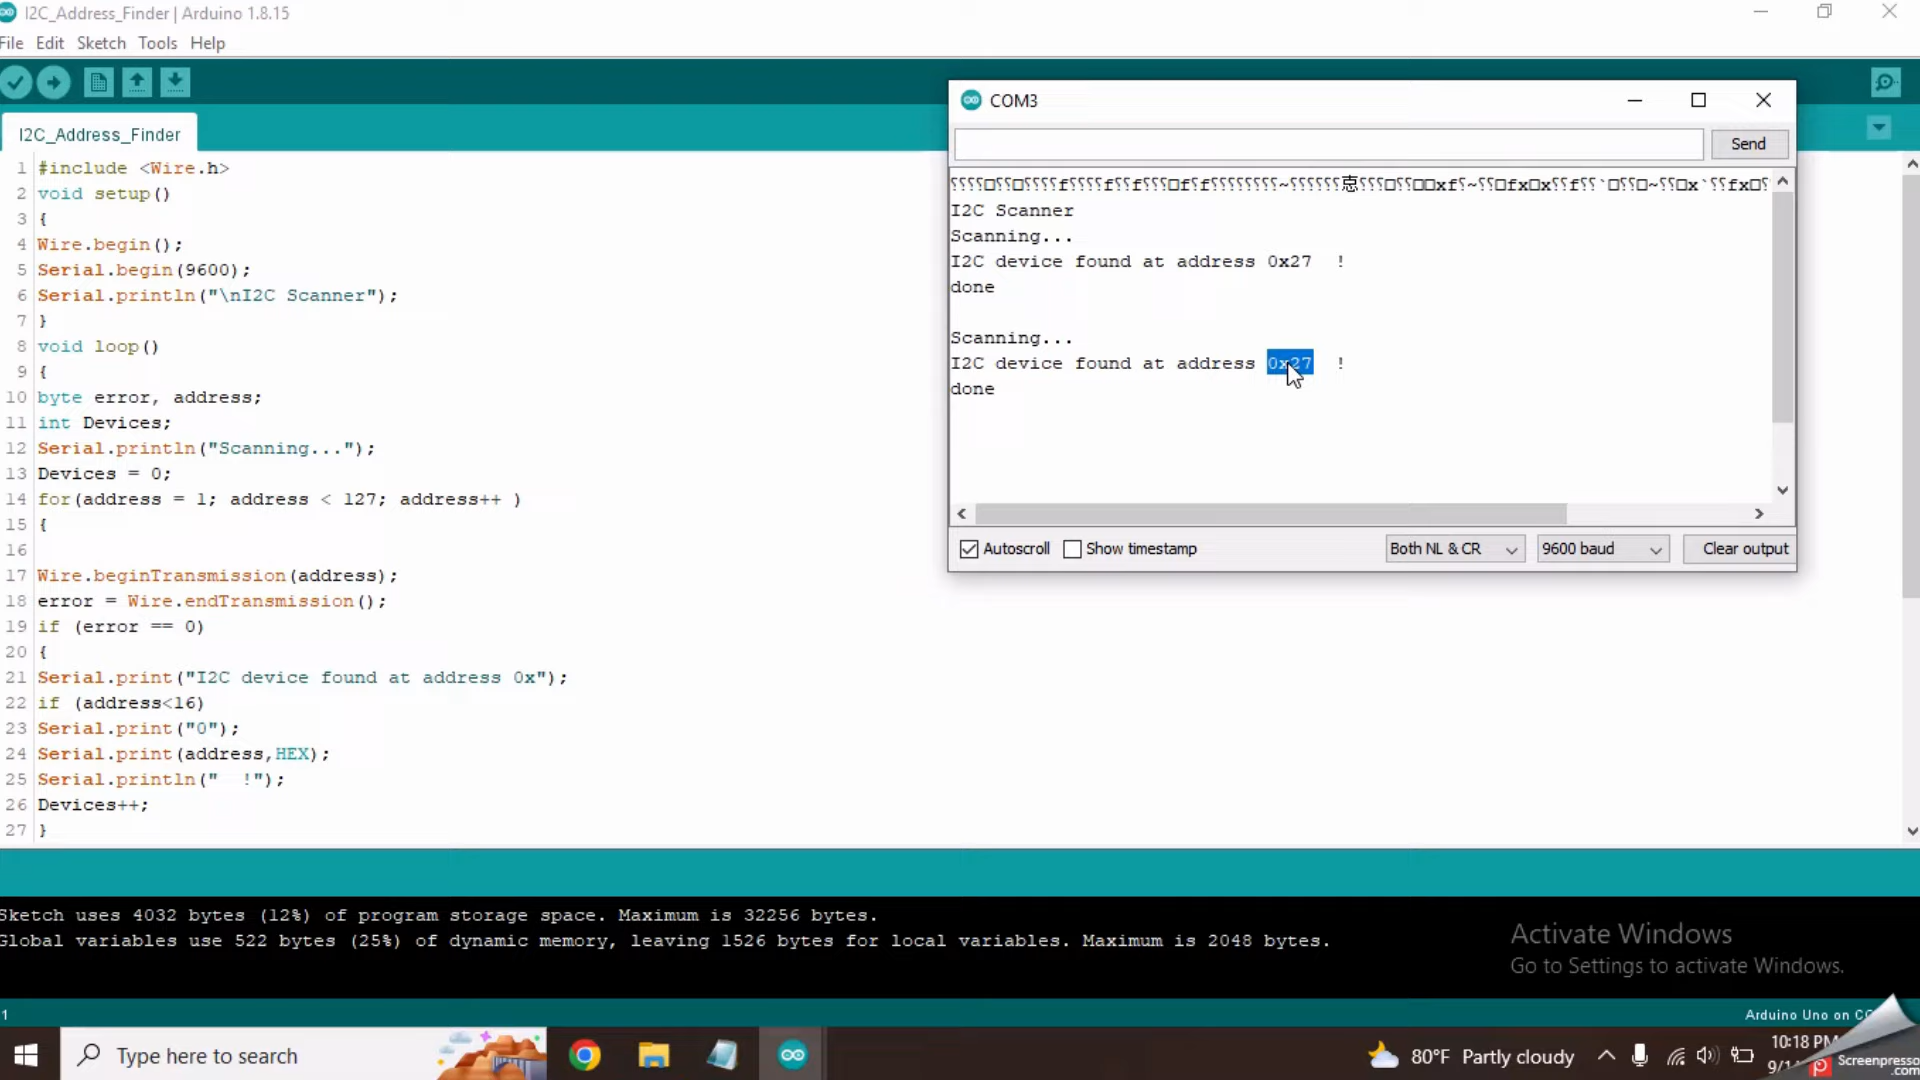 I2C_Address_Finder | Arduino 1.8.15
File Edit Sketch Tools Help
I2C_Address_Finder
1 #include <Wire.h>
2 void setup()
3 {
4 Wire.begin();
5 Serial.begin(9600);
6 Serial.println("\nI2C Scanner");
7 }
8 void loop()
9 {
10 byte error, address;
11 int Devices;
12 Serial.println("Scanning...");
13 Devices = 0;
14 for(address = 1; address < 127; address++ )
15 {
16
17 Wire.beginTransmission(address);
18 error = Wire.endTransmission();
19 if (error == 0)
20 {
21 Serial.print("I2C device found at address 0x");
22 if (address<16)
23 Serial.print("0");
24 Serial.print(address,HEX);
25 Serial.println("  !");
26 Devices++;
27 }
COM3
Send
I2C Scanner
Scanning...
I2C device found at address 0x27  !
done
Scanning...
I2C device found at address 0x27  !
done
Autoscroll Show timestamp Both NL & CR 9600 baud Clear output
Sketch uses 4032 bytes (12%) of program storage space. Maximum is 32256 bytes.
Global variables use 522 bytes (25%) of dynamic memory, leaving 1526 bytes for local variables. Maximum is 2048 bytes.
Activate Windows
Go to Settings to activate Windows.
1
Arduino Uno on
Type here to search
80°F Partly cloudy
10:18 PM
Screenpresso
.com